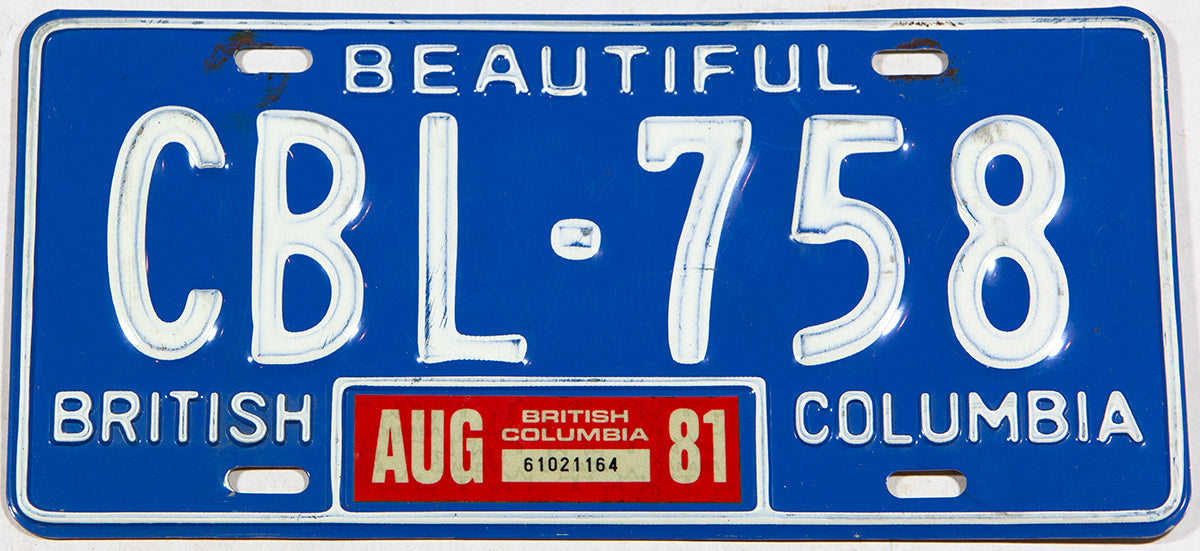 BEAUTIFUL
CBL·758
BRITISH COLUMBIA
AUG BRITISH COLUMBIA 81
61021164